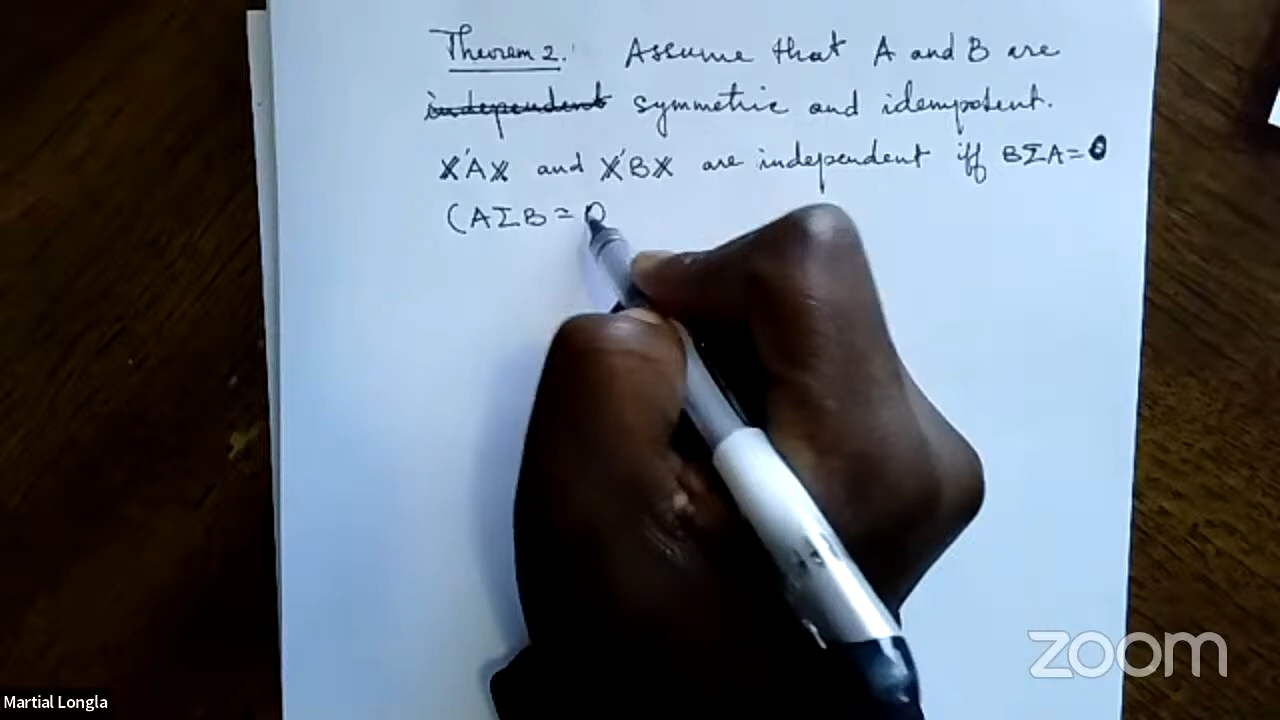 Theorem 2: Assume that A and B are
independent symmetric and idempotent.
X'AX and X'BX are independent iff BΣA=0
(AΣB=0
zoom
Martial Longla